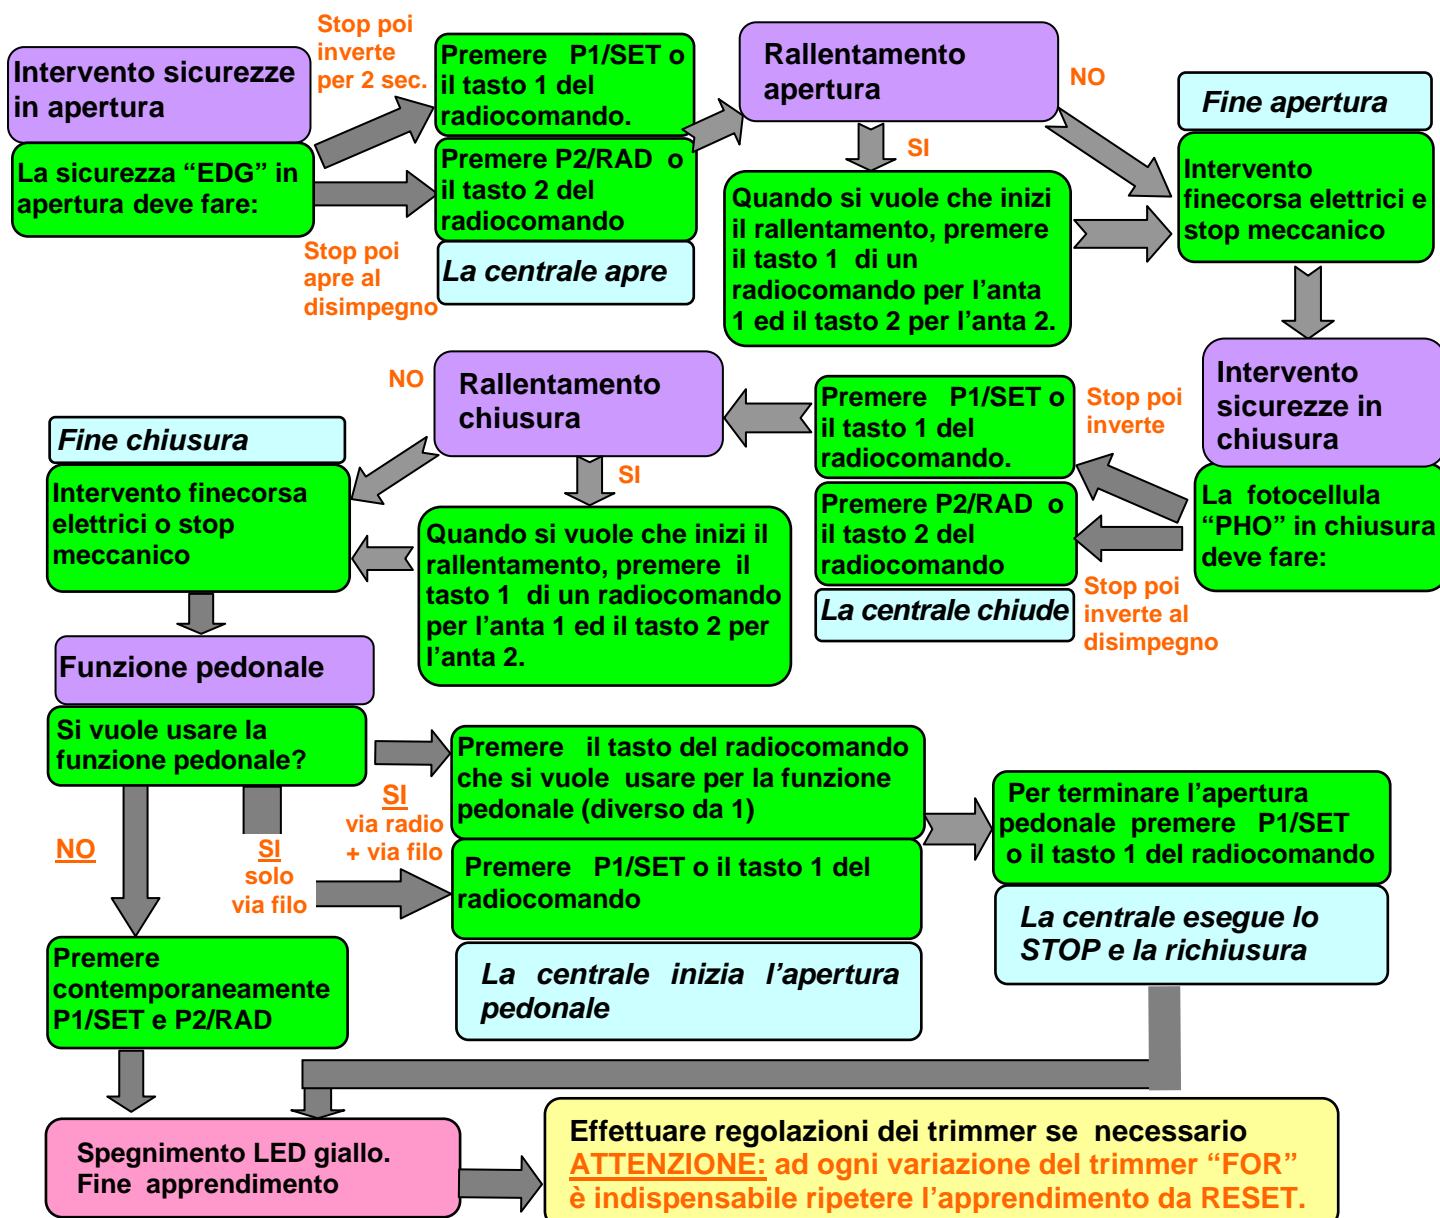 Intervento sicurezze
in apertura
La sicurezza “EDG” in
apertura deve fare:
Stop poi
inverte
per 2 sec.
Stop poi
apre al
disimpegno
Premere P1/SET o
il tasto 1 del
radiocomando.
Premere P2/RAD o
il tasto 2 del
radiocomando
La centrale apre
Rallentamento
apertura
NO
SI
Quando si vuole che inizi
il rallentamento, premere
il tasto 1 di un
radiocomando per l’anta
1 ed il tasto 2 per l’anta 2.
Fine apertura
Intervento
finecorsa elettrici e
stop meccanico
Intervento
sicurezze in
chiusura
La fotocellula
“PHO” in chiusura
deve fare:
Stop poi
inverte
Stop poi
inverte al
disimpegno
Premere P1/SET o
il tasto 1 del
radiocomando.
Premere P2/RAD o
il tasto 2 del
radiocomando
La centrale chiude
Rallentamento
chiusura
NO
SI
Quando si vuole che inizi il
rallentamento, premere il
tasto 1 di un radiocomando
per l’anta 1 ed il tasto 2 per
l’anta 2.
Fine chiusura
Intervento finecorsa
elettrici o stop
meccanico
Funzione pedonale
Si vuole usare la
funzione pedonale?
NO
SI
solo
via filo
SI
via radio
+ via filo
Premere il tasto del radiocomando
che si vuole usare per la funzione
pedonale (diverso da 1)
Premere P1/SET o il tasto 1 del
radiocomando
La centrale inizia l’apertura
pedonale
Per terminare l’apertura
pedonale premere P1/SET
o il tasto 1 del radiocomando
La centrale esegue lo
STOP e la richiusura
Premere
contemporaneamente
P1/SET e P2/RAD
Spegnimento LED giallo.
Fine apprendimento
Effettuare regolazioni dei trimmer se necessario
ATTENZIONE: ad ogni variazione del trimmer “FOR”
è indispensabile ripetere l’apprendimento da RESET.